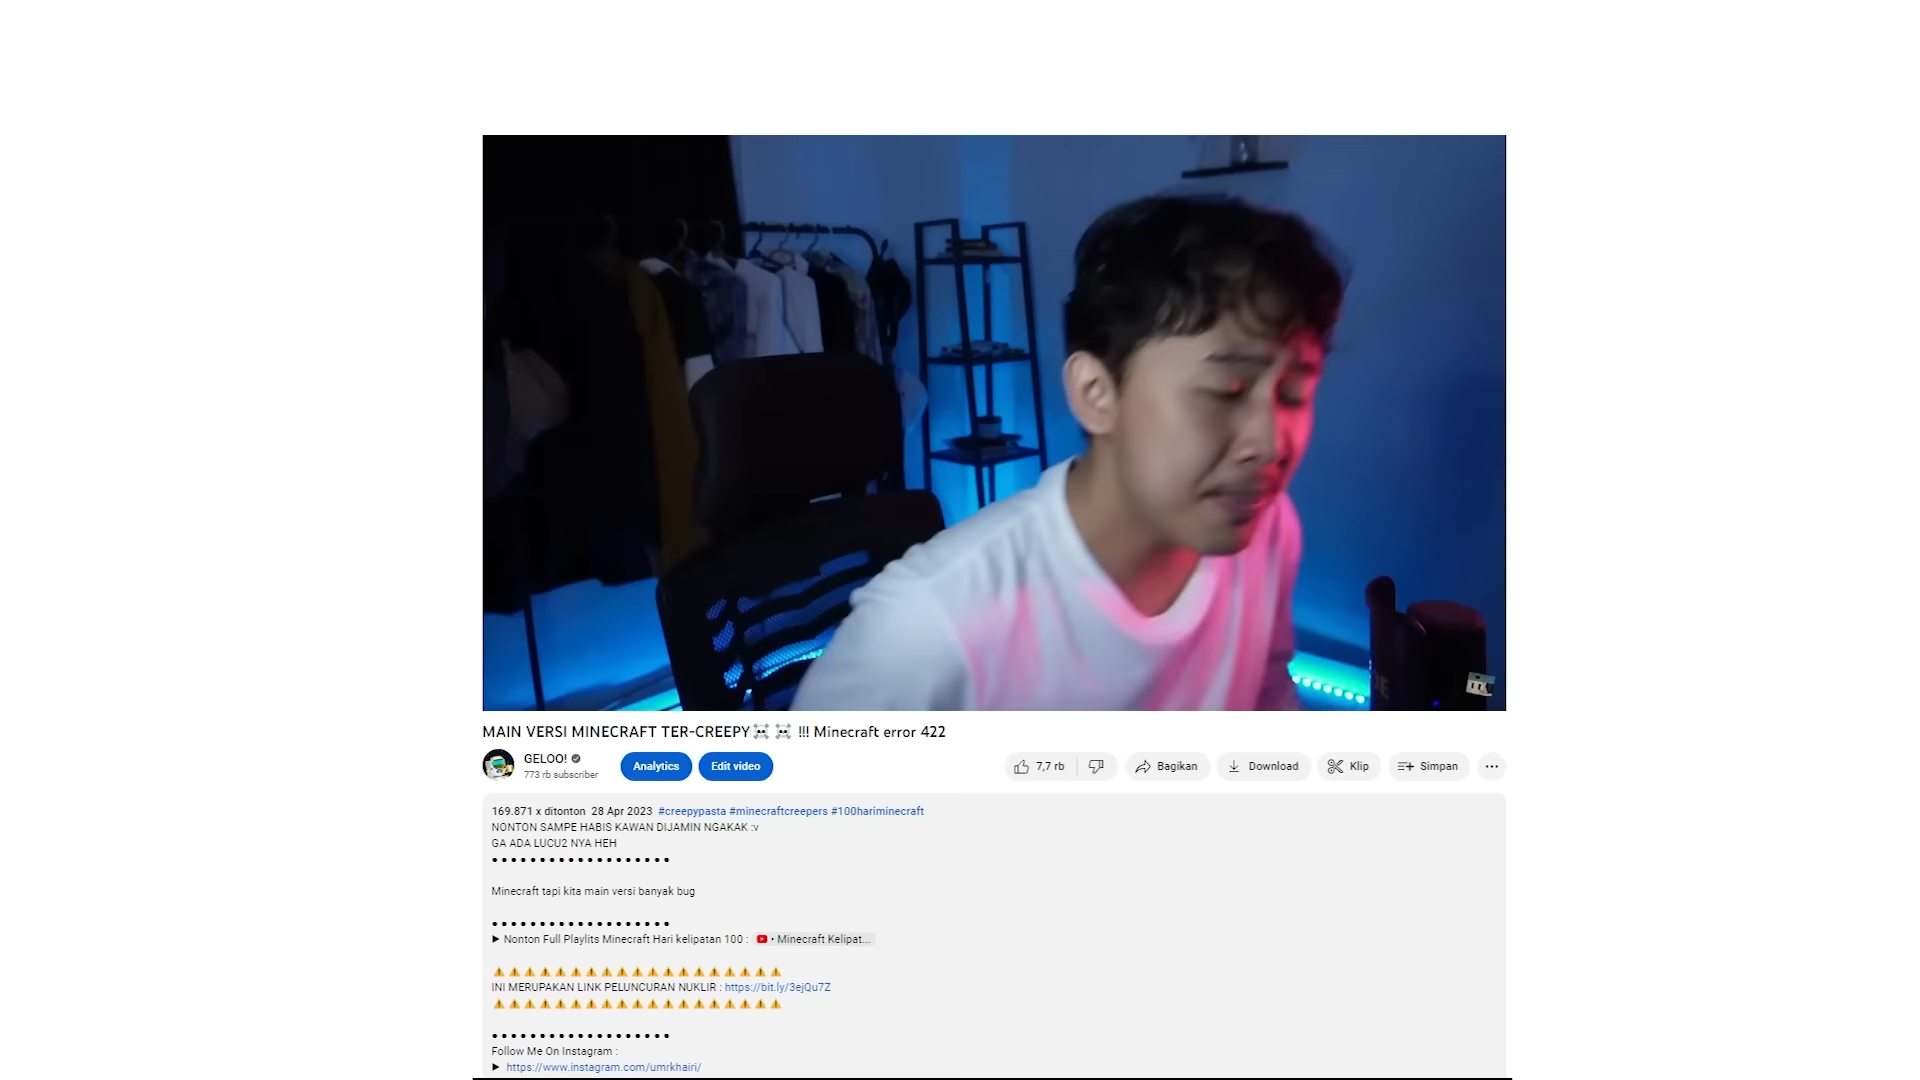 MAIN VERSI MINECRAFT TER-CREEPY☠️ ☠️ !!! Minecraft error 422
GELOO!
773 rb subscriber
Analytics
Edit video
7,7 rb
Bagikan
Download
Klip
Simpan
169.871 x ditonton 28 Apr 2023 #creepypasta #minecraftcreepers #100hariminecraft
NONTON SAMPE HABIS KAWAN DIJAMIN NGAKAK :v
GA ADA LUCU2 NYA HEH
Minecraft tapi kita main versi banyak bug
► Nonton Full Playlits Minecraft Hari kelipatan 100 : • Minecraft Kelipat...
INI MERUPAKAN LINK PELUNCURAN NUKLIR : https://bit.ly/3ejQu7Z
Follow Me On Instagram :
► https://www.instagram.com/umrkhairi/